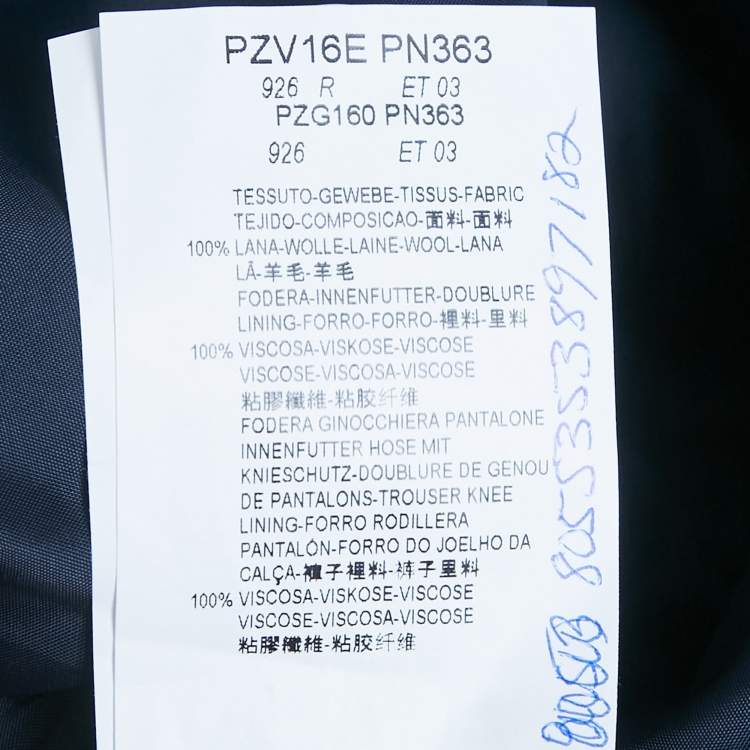 PZV16E PN363
926 R ET 03
PZG160 PN363
926 ET 03
TESSUTO-GEWEBE-TISSUS-FABRIC
TEJIDO-COMPOSICAO-面料-面料
100% LANA-WOLLE-LAINE-WOOL-LANA
LÃ-羊毛-羊毛
FODERA-INNENFUTTER-DOUBLURE
LINING-FORRO-FORRO-裡料-里料
100% VISCOSA-VISKOSE-VISCOSE
VISCOSE-VISCOSA-VISCOSE
粘膠纖維-粘胶纤维
FODERA GINOCCHIERA PANTALONE
INNENFUTTER HOSE MIT
KNIESCHUTZ-DOUBLURE DE GENOU
DE PANTALONS-TROUSER KNEE
LINING-FORRO RODILLERA
PANTALÓN-FORRO DO JOELHO DA
CALÇA-褲子裡料-裤子里料
100% VISCOSA-VISKOSE-VISCOSE
VISCOSE-VISCOSA-VISCOSE
粘膠纖維-粘胶纤维
8055353897182